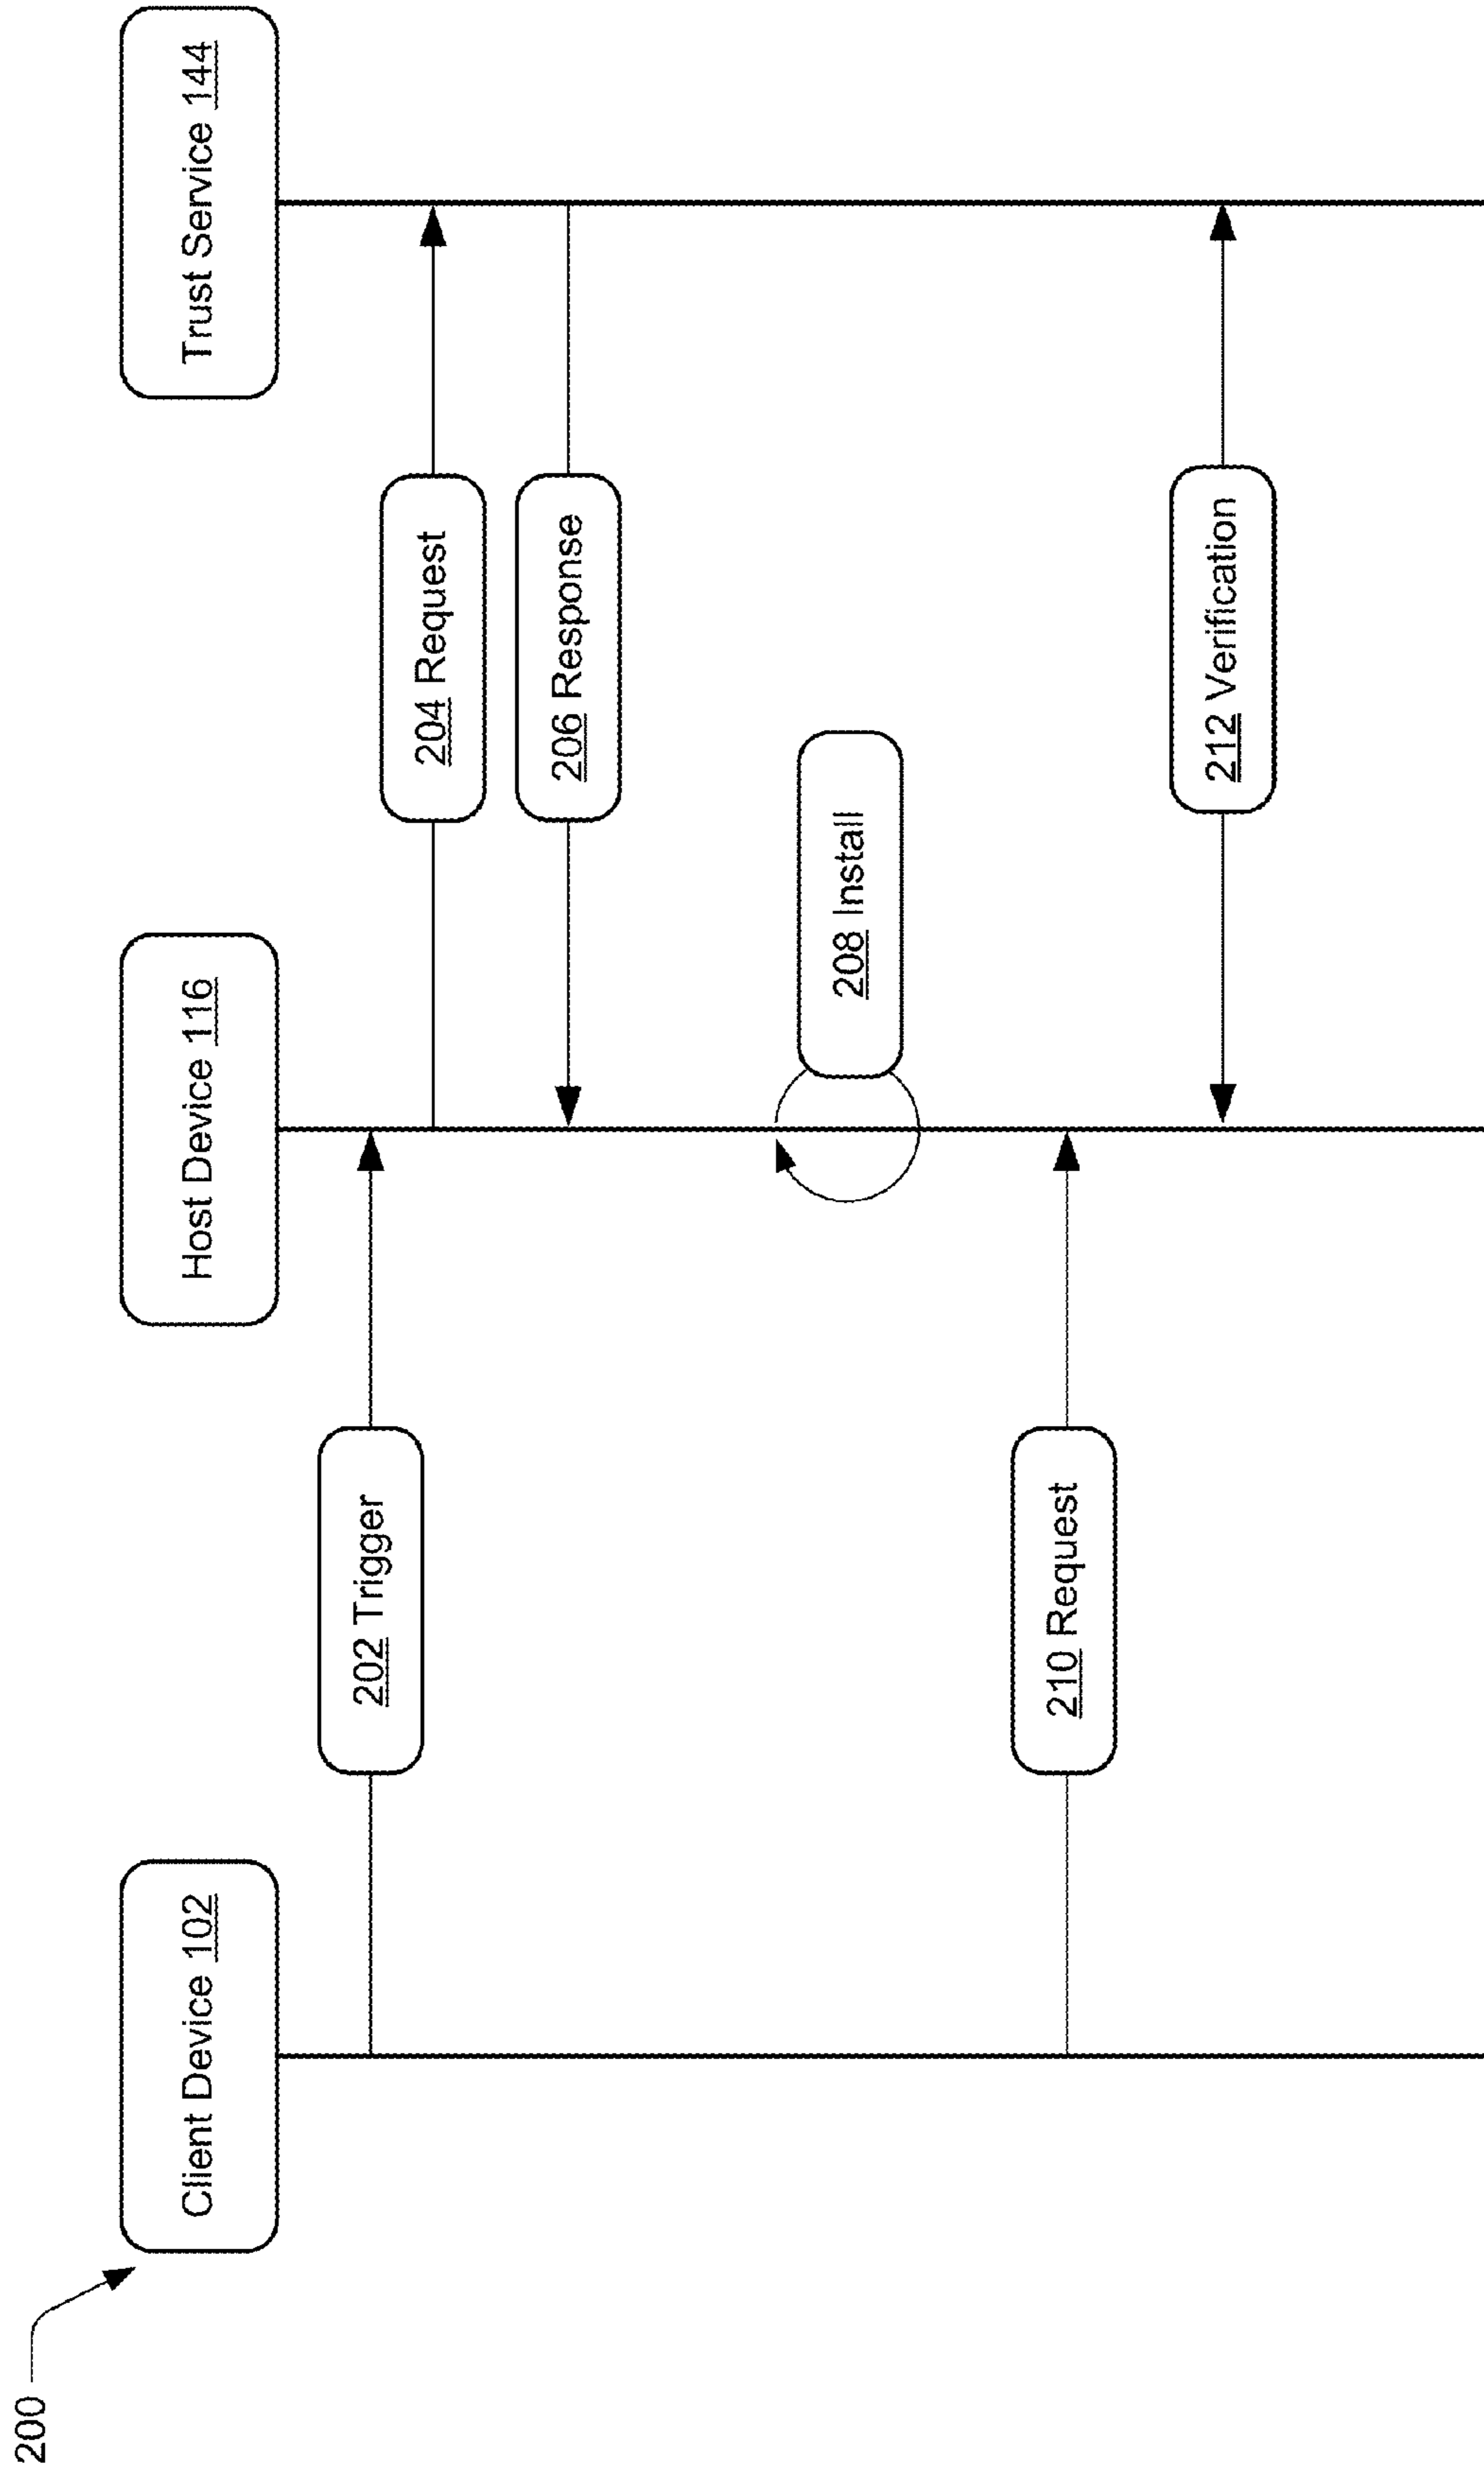 200
Client Device 102
Host Device 116
Trust Service 144
202 Trigger
204 Request
206 Response
208 Install
210 Request
212 Verification